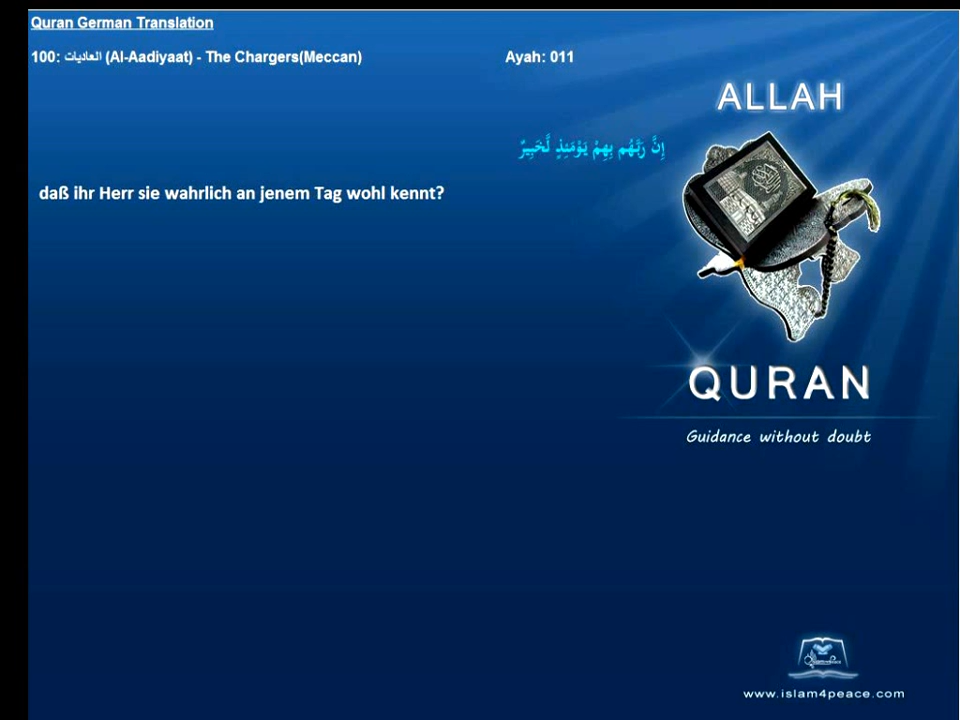 Quran German Translation
100: العاديات (Al-Aadiyaat) - The Chargers(Meccan) Ayah: 011
ALLAH
إِنَّ رَبَّهُم بِهِمْ يَوْمَئِذٍ لَّخَبِيرٌ
daß ihr Herr sie wahrlich an jenem Tag wohl kennt?
QURAN
Guidance without doubt
www.islam4peace.com